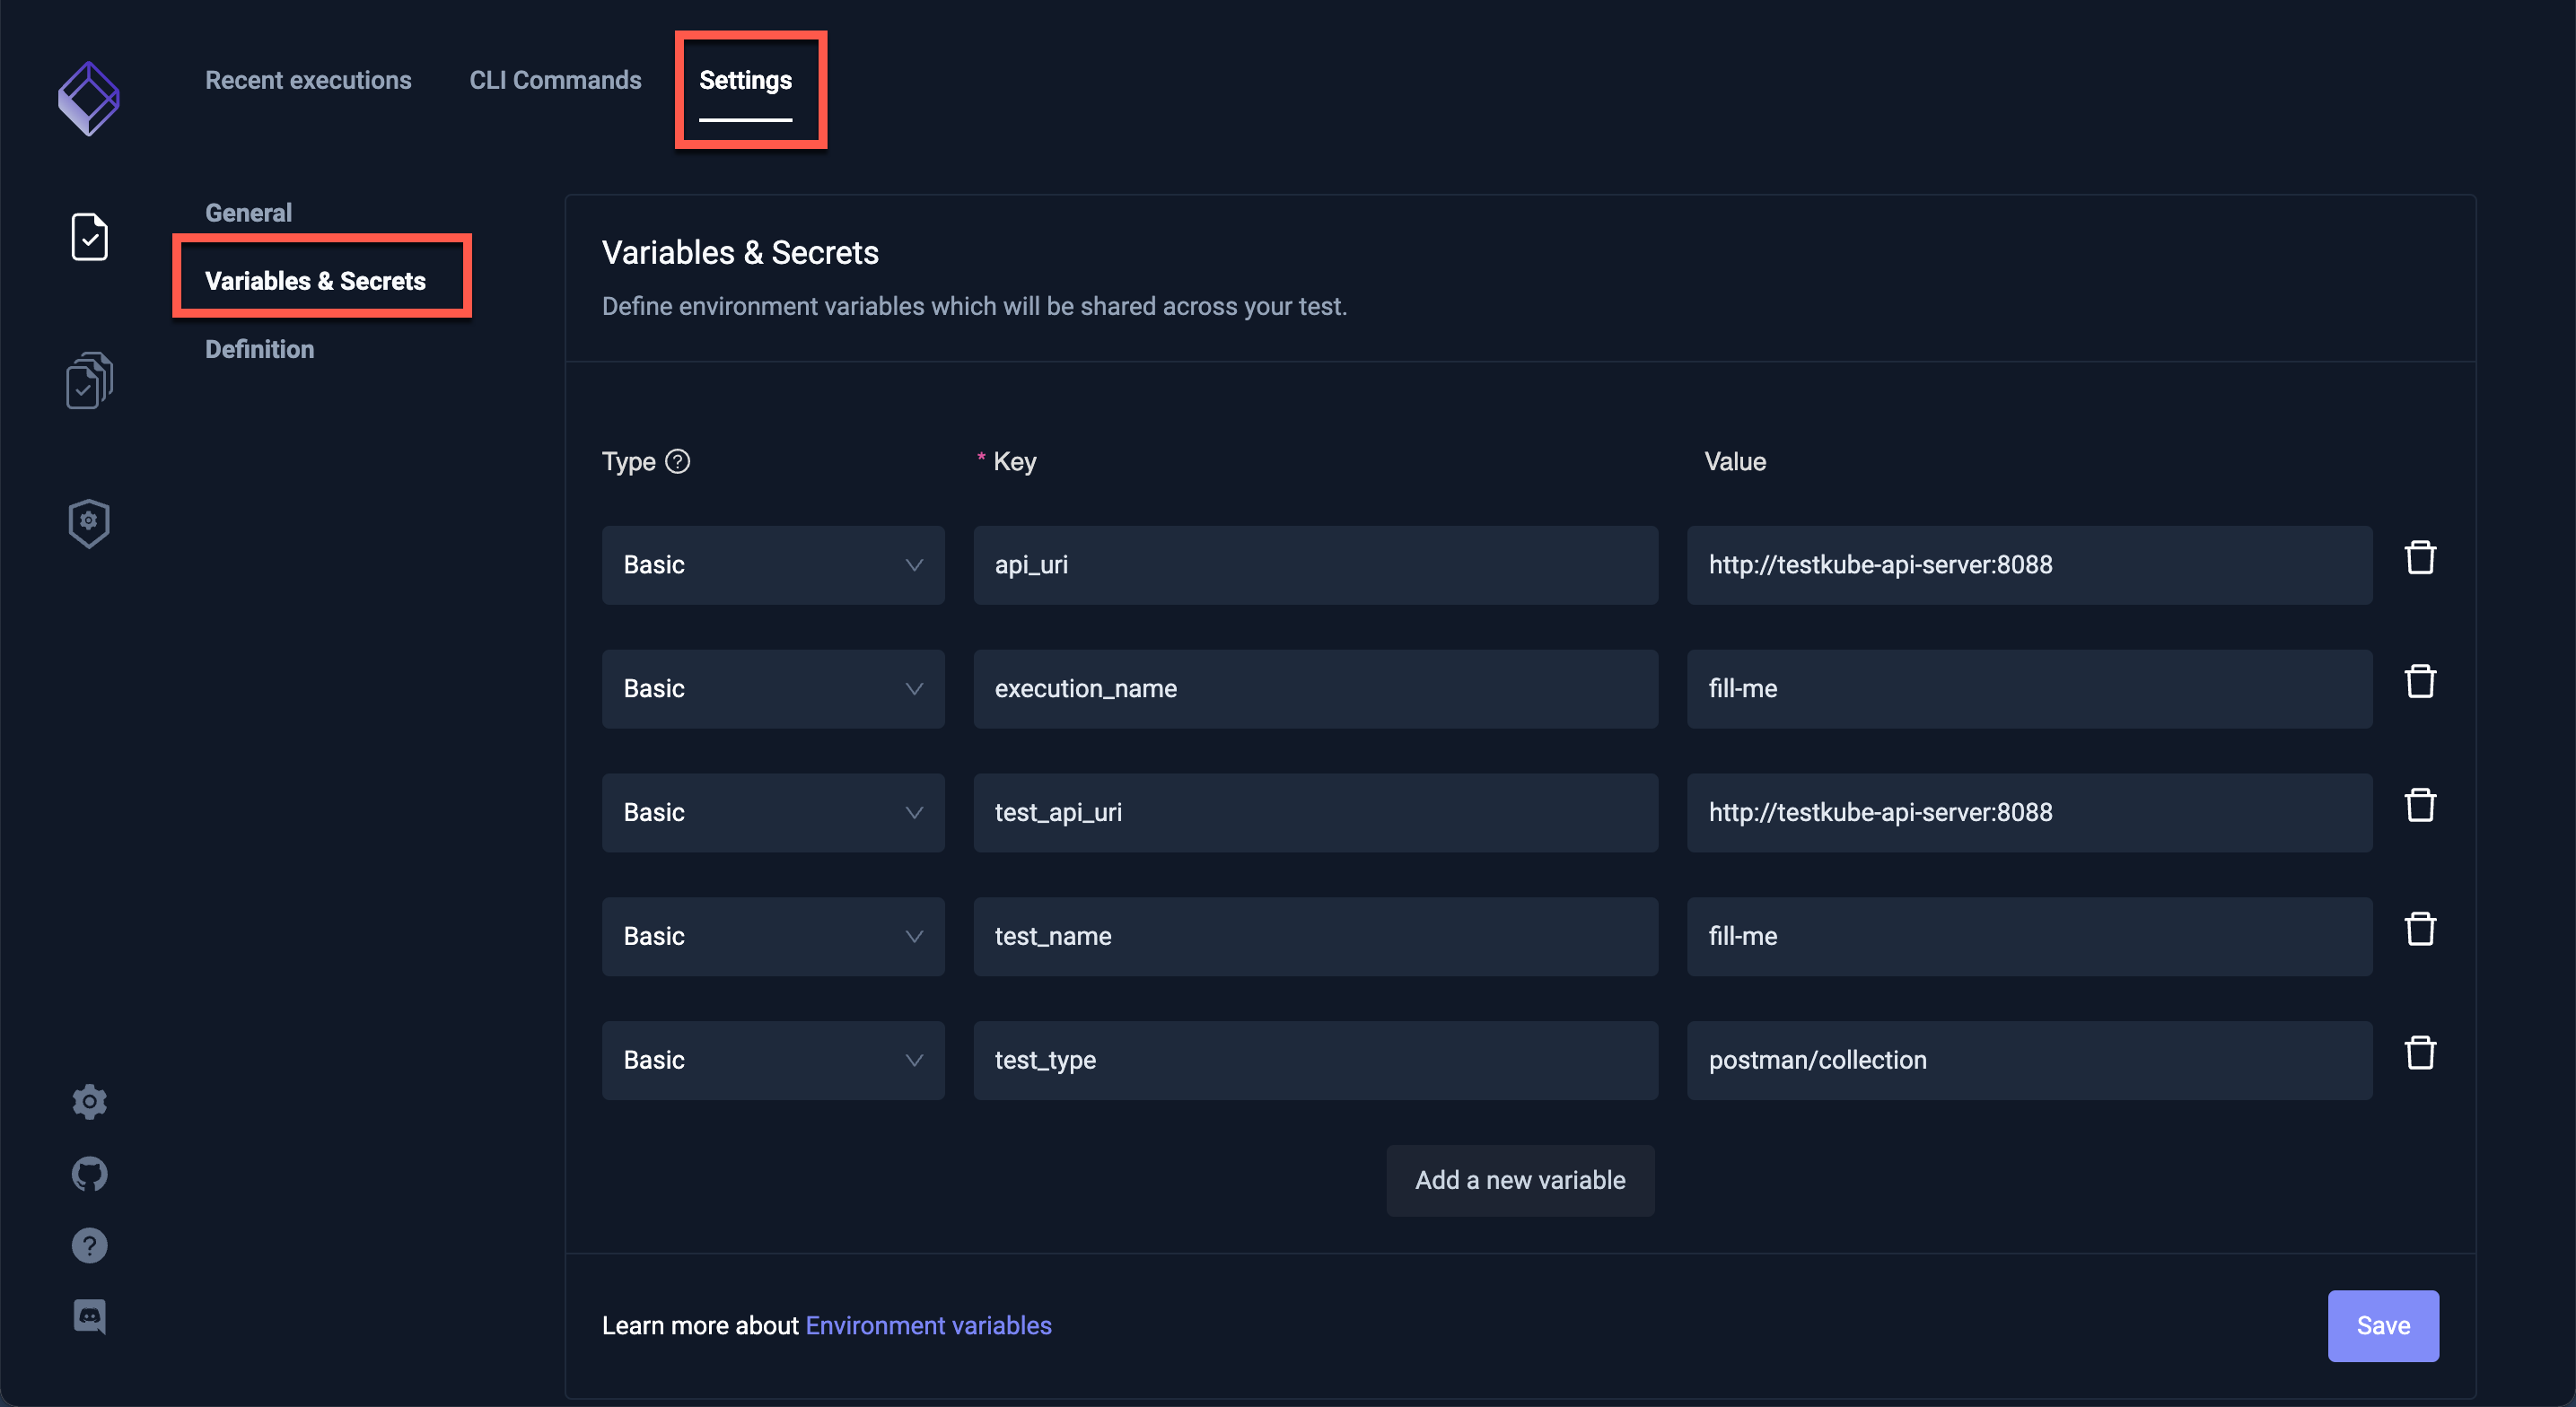 Recent executions CLI Commands Settings
General
Variables & Secrets
Definition
Variables & Secrets
Define environment variables which will be shared across your test.
Type * Key Value
Basic api_uri http://testkube-api-server:8088
Basic execution_name fill-me
Basic test_api_uri http://testkube-api-server:8088
Basic test_name fill-me
Basic test_type postman/collection
Add a new variable
Learn more about Environment variables
Save